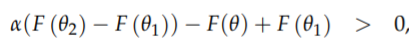 α(F (θ₂) − F (θ₁)) − F(θ) + F (θ₁) > 0,